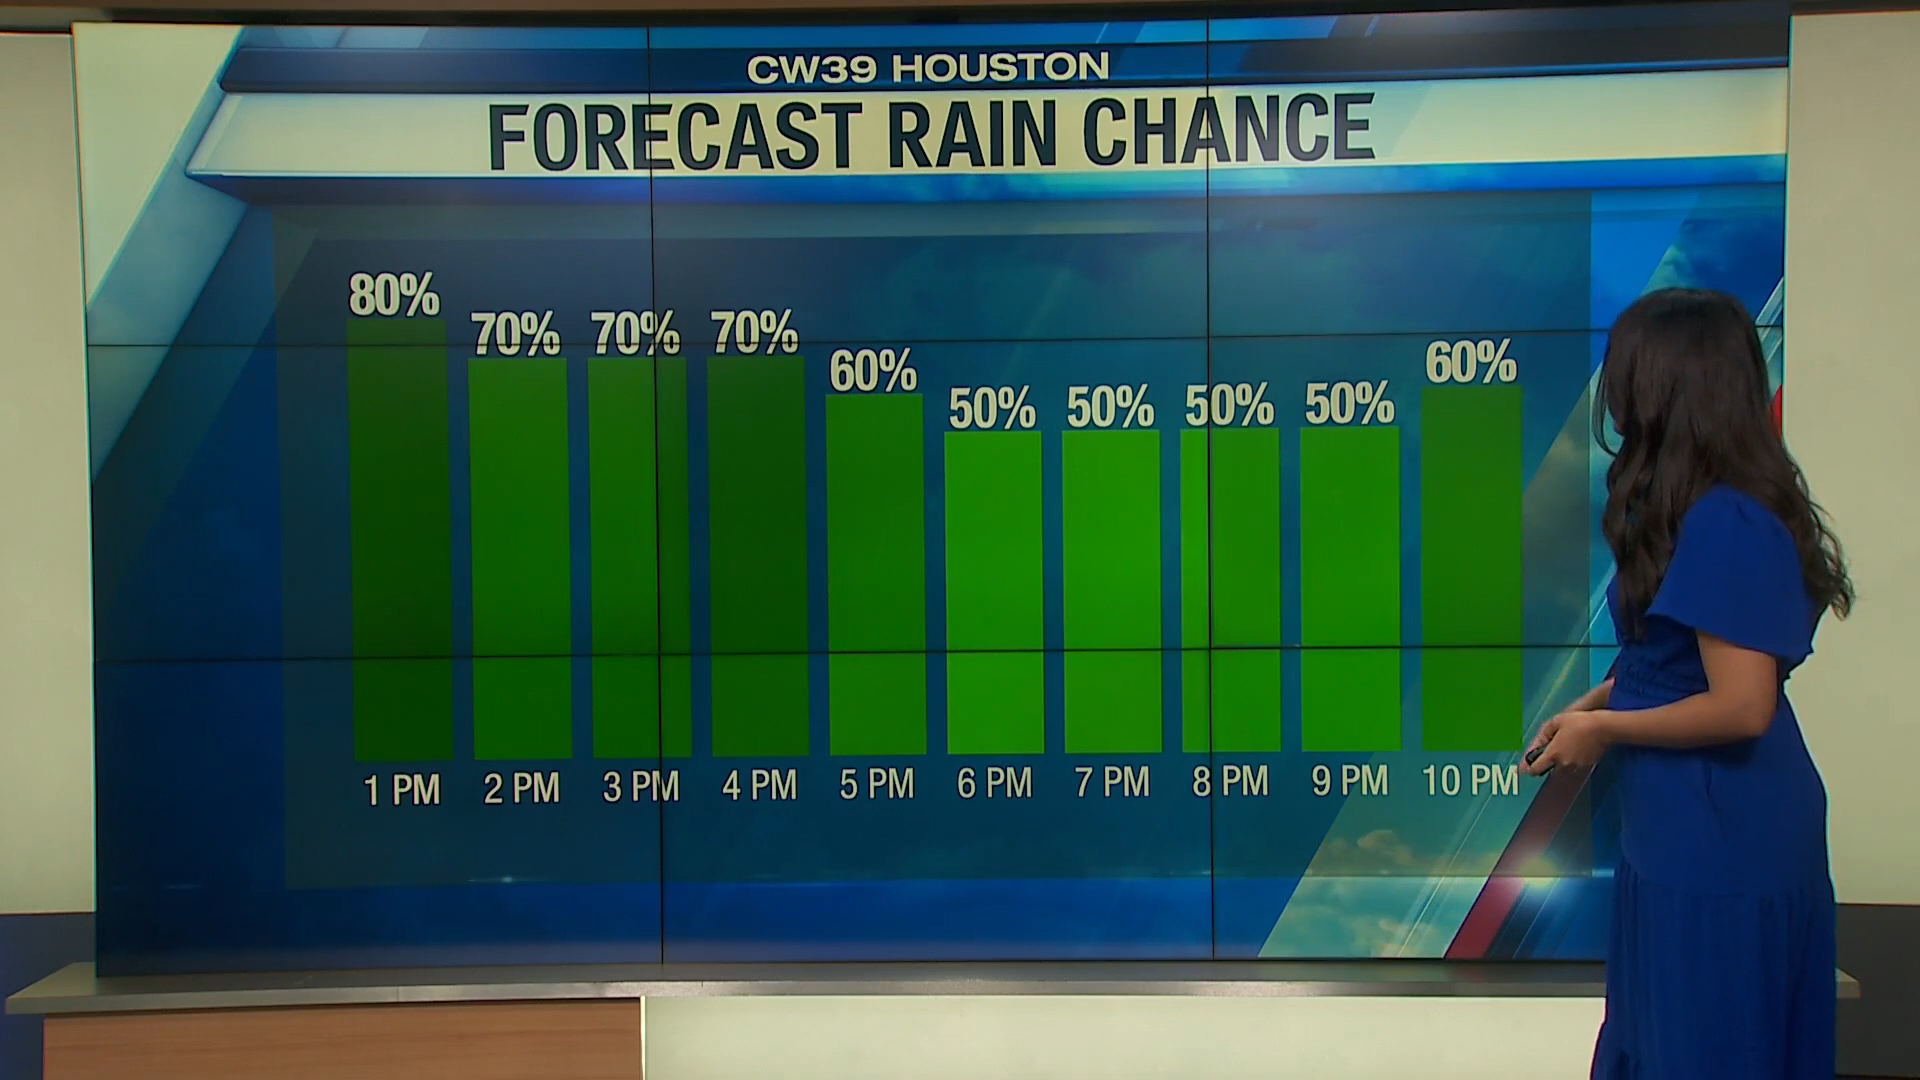 CW39 HOUSTON
FORECAST RAIN CHANCE
80% 70% 70% 70% 60% 50% 50% 50% 50% 60%
1 PM 2 PM 3 PM 4 PM 5 PM 6 PM 7 PM 8 PM 9 PM 10 PM